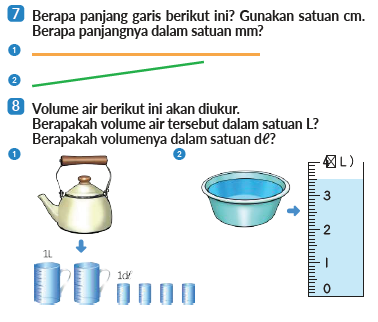 7 Berapa panjang garis berikut ini? Gunakan satuan cm.
Berapa panjangnya dalam satuan mm?
1
2
8 Volume air berikut ini akan diukur.
Berapakah volume air tersebut dalam satuan L?
Berapakah volumenya dalam satuan dℓ?
1
2
1L
1dℓ
4 L)
3
2
1
0